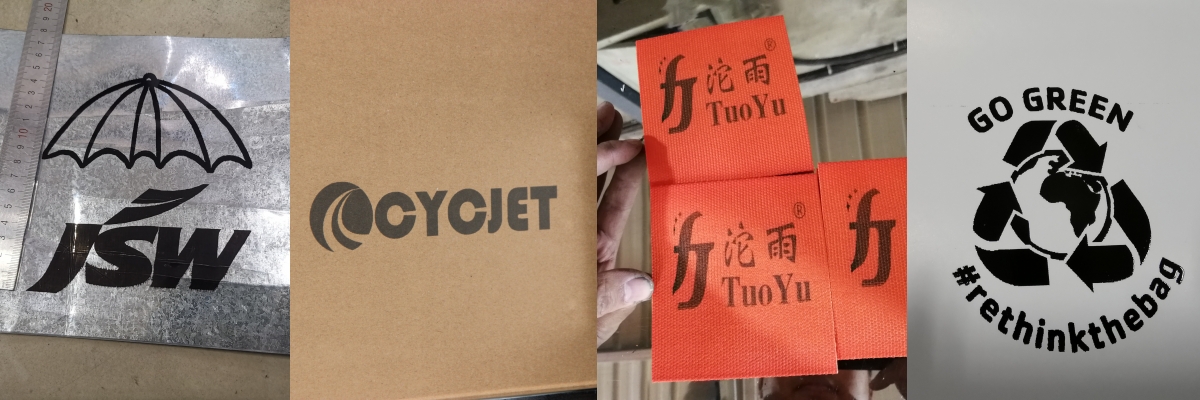 JSW
CYCJET
沱雨®
TuoYu
沱雨®
TuoYu
GO GREEN
#rethinkthebag